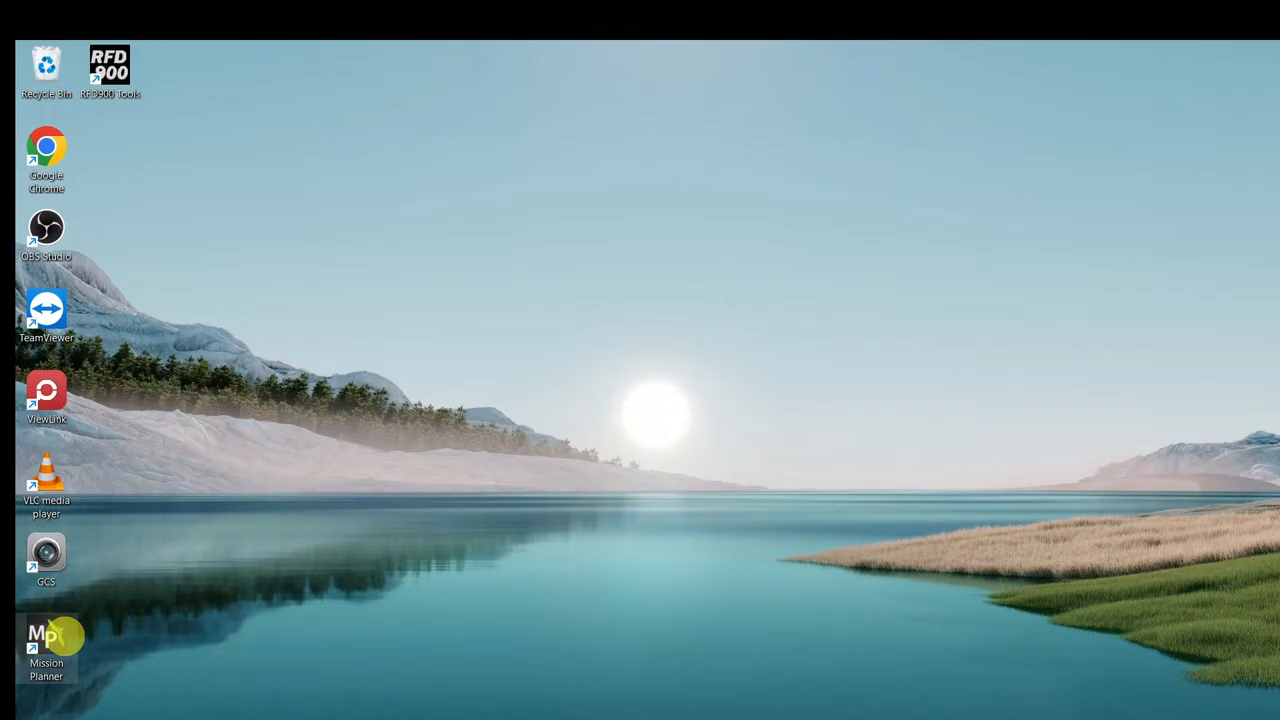 Recycle Bin
RFD
900
RFD900 Tools
Google
Chrome
OBS Studio
TeamViewer
ViewLink
VLC media
player
GCS
MP
Mission
Planner